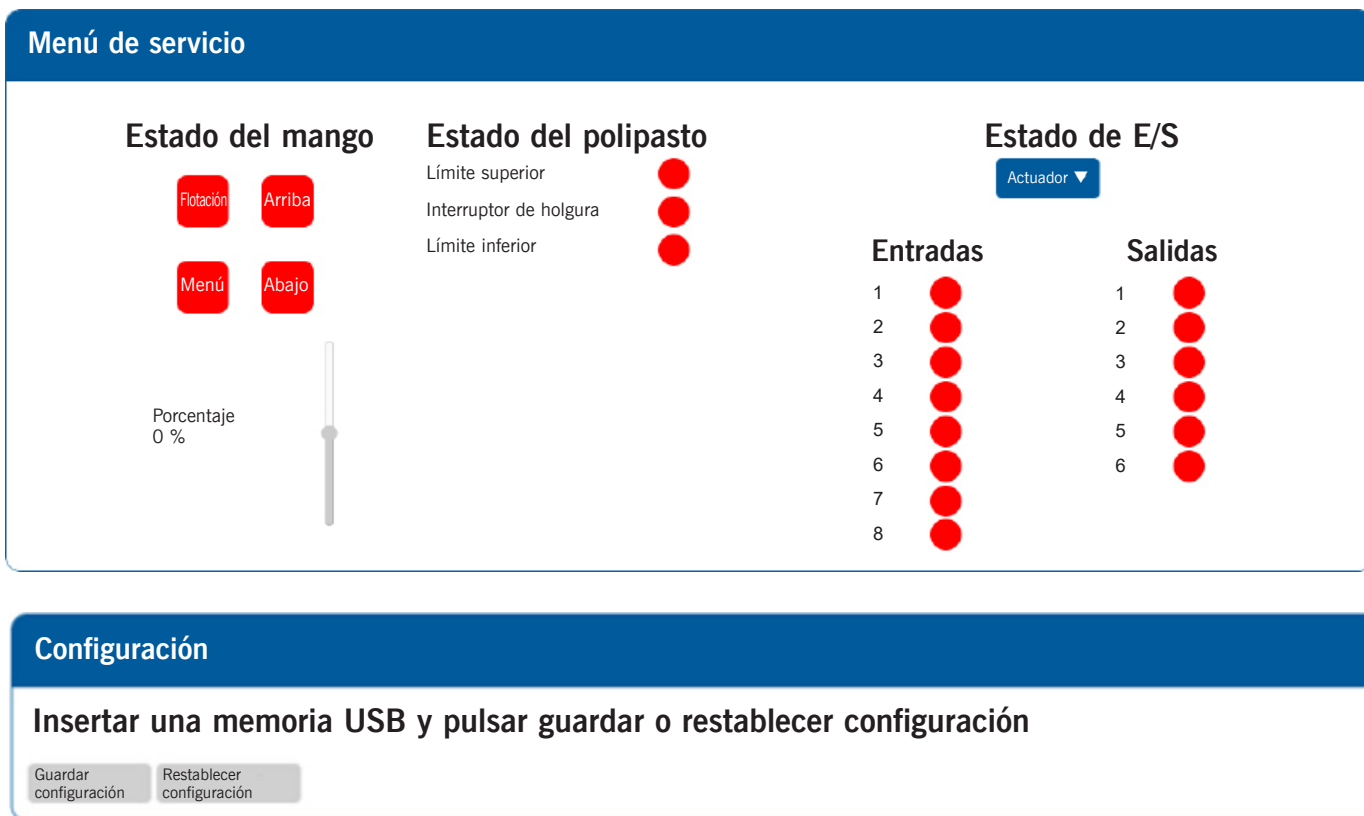 Menú de servicio
Estado del mango
Flotación
Arriba
Menú
Abajo
Porcentaje
0 %
Estado del polipasto
Límite superior
Interruptor de holgura
Límite inferior
Estado de E/S
Actuador ▼
Entradas
1
2
3
4
5
6
7
8
Salidas
1
2
3
4
5
6
Configuración
Insertar una memoria USB y pulsar guardar o restablecer configuración
Guardar
configuración
Restablecer
configuración